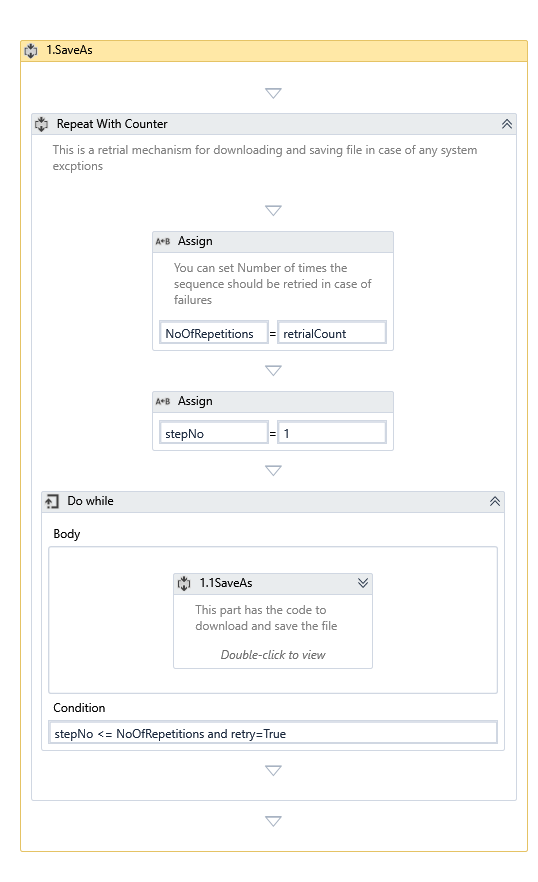 1.SaveAs
Repeat With Counter
This is a retrial mechanism for downloading and saving file in case of any system
excptions
A+B Assign
You can set Number of times the
sequence should be retried in case of
failures
NoOfRepetitions = retrialCount
A+B Assign
stepNo = 1
Do while
Body
1.1SaveAs
This part has the code to
download and save the file
Double-click to view
Condition
stepNo <= NoOfRepetitions and retry=True